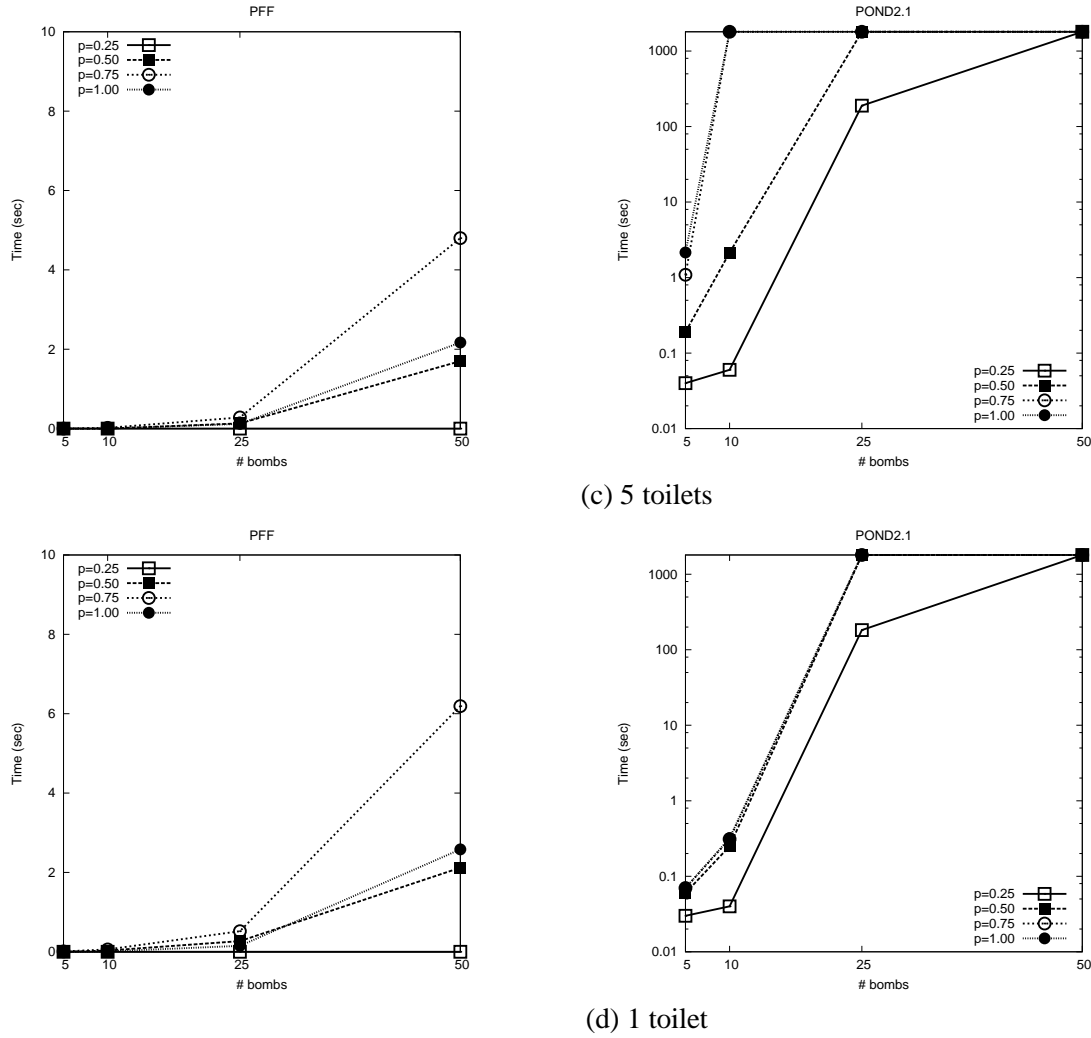 PFF
10
8
6
4
2
0
Time (sec)
p=0.25
p=0.50
p=0.75
p=1.00
5 10 25 50
# bombs
POND2.1
1000
100
10
1
0.1
0.01
Time (sec)
p=0.25
p=0.50
p=0.75
p=1.00
5 10 25 50
# bombs
(c) 5 toilets
PFF
10
8
6
4
2
0
Time (sec)
p=0.25
p=0.50
p=0.75
p=1.00
5 10 25 50
# bombs
POND2.1
1000
100
10
1
0.1
0.01
Time (sec)
p=0.25
p=0.50
p=0.75
p=1.00
5 10 25 50
# bombs
(d) 1 toilet